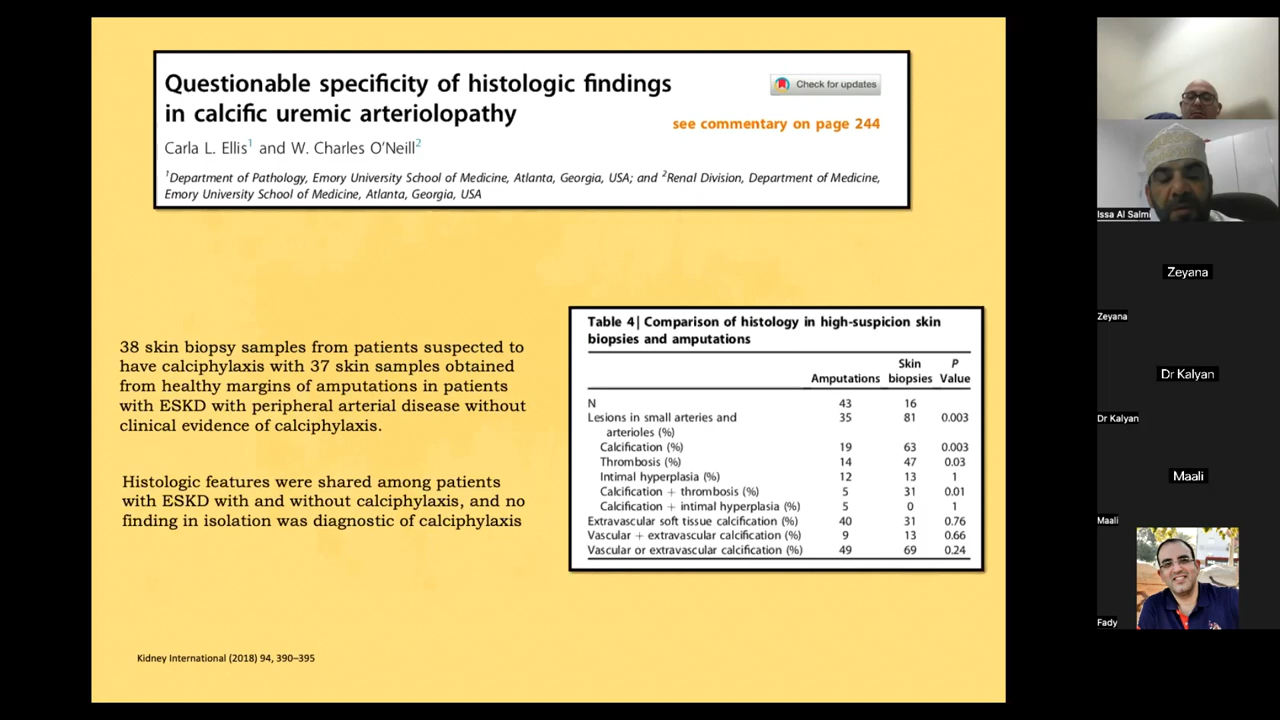 Questionable specificity of histologic findings
in calcific uremic arteriolopathy
Check for updates
see commentary on page 244
Carla L. Ellis1 and W. Charles O'Neill2
1Department of Pathology, Emory University School of Medicine, Atlanta, Georgia, USA; and 2Renal Division, Department of Medicine,
Emory University School of Medicine, Atlanta, Georgia, USA
38 skin biopsy samples from patients suspected to
have calciphylaxis with 37 skin samples obtained
from healthy margins of amputations in patients
with ESKD with peripheral arterial disease without
clinical evidence of calciphylaxis.
Histologic features were shared among patients
with ESKD with and without calciphylaxis, and no
finding in isolation was diagnostic of calciphylaxis
Table 4| Comparison of histology in high-suspicion skin
biopsies and amputations
Skin P
Amputations biopsies Value
N 43 16
Lesions in small arteries and 35 81 0.003
arterioles (%)
Calcification (%) 19 63 0.003
Thrombosis (%) 14 47 0.03
Intimal hyperplasia (%) 12 13 1
Calcification + thrombosis (%) 5 31 0.01
Calcification + intimal hyperplasia (%) 5 0 1
Extravascular soft tissue calcification (%) 40 31 0.76
Vascular + extravascular calcification (%) 9 13 0.66
Vascular or extravascular calcification (%) 49 69 0.24
Kidney International (2018) 94, 390–395
Issa Al Salmi
Zeyana
Zeyana
Dr Kalyan
Dr Kalyan
Maali
Maali
Fady